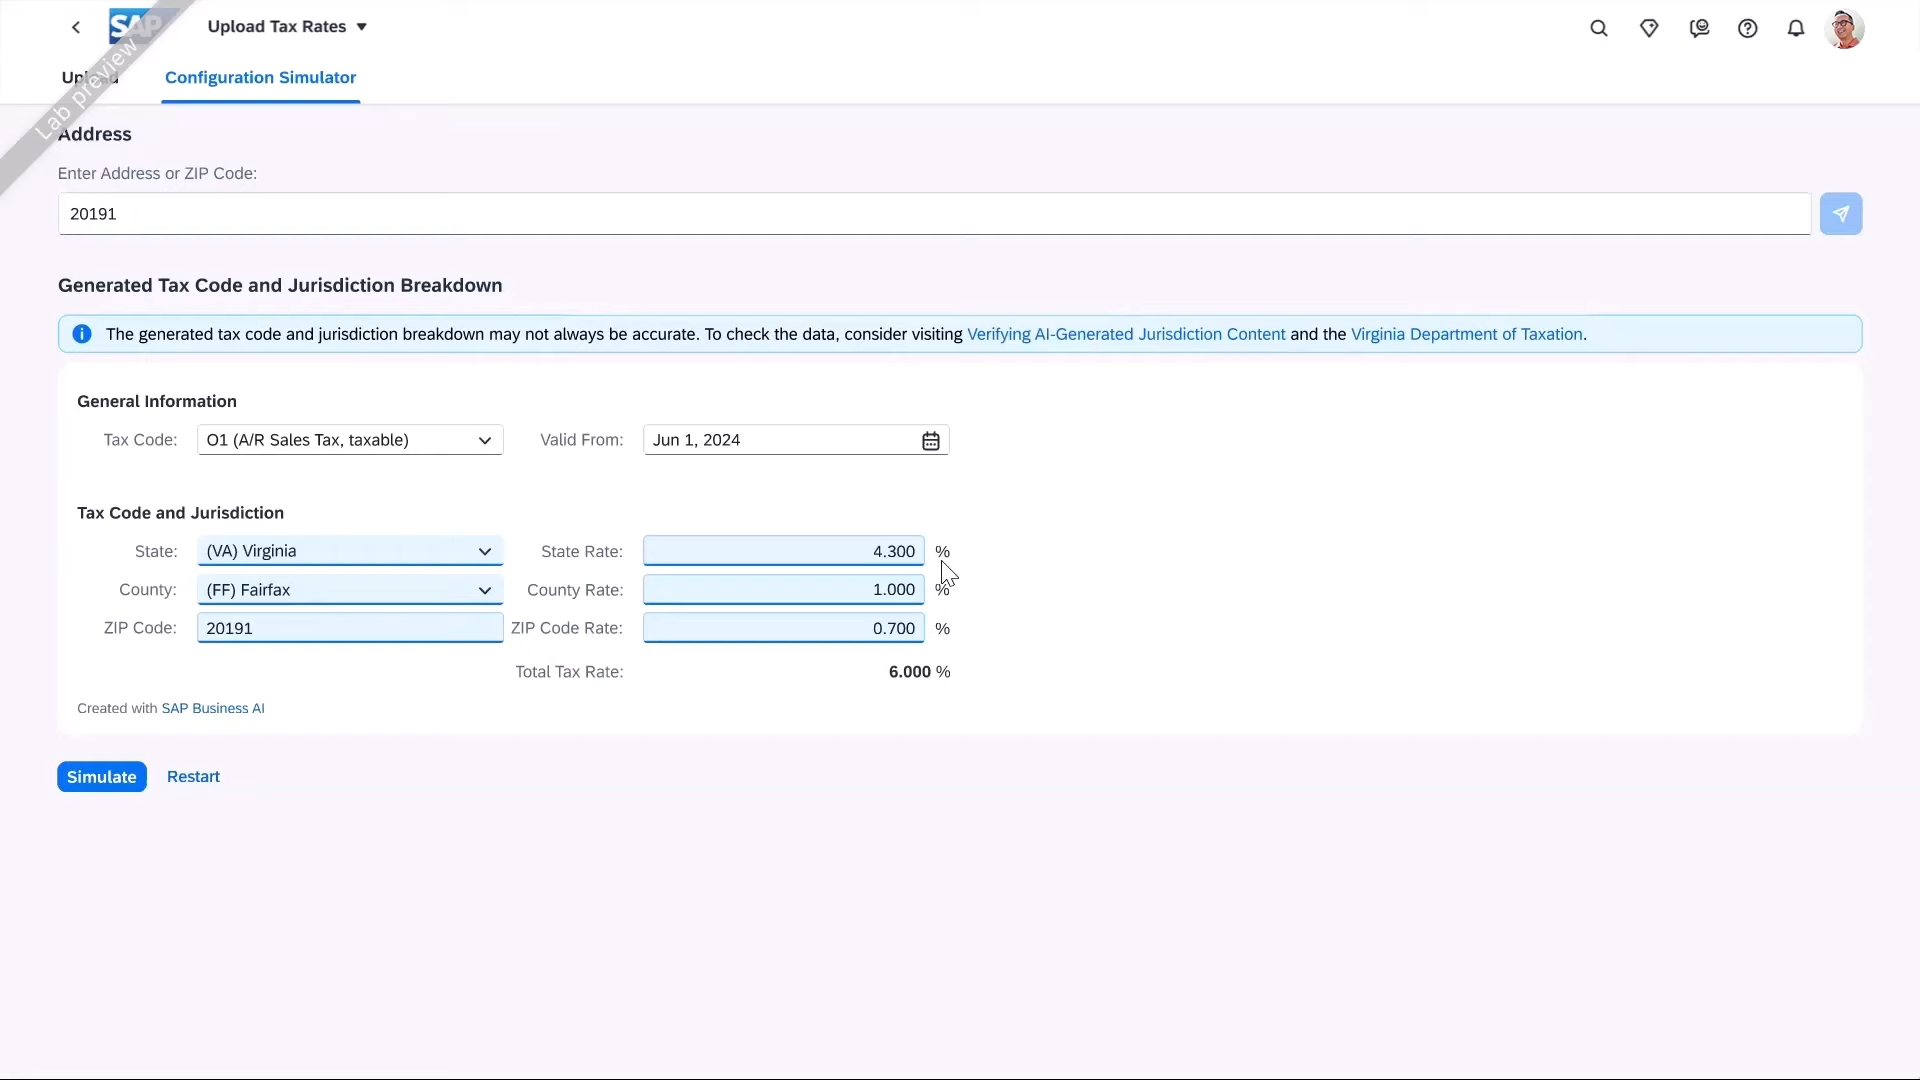 SAP
Upload Tax Rates
Lab preview
Upload
Configuration Simulator
Address
Enter Address or ZIP Code:
20191
Generated Tax Code and Jurisdiction Breakdown
The generated tax code and jurisdiction breakdown may not always be accurate. To check the data, consider visiting Verifying AI-Generated Jurisdiction Content and the Virginia Department of Taxation.
General Information
Tax Code: O1 (A/R Sales Tax, taxable) Valid From: Jun 1, 2024
Tax Code and Jurisdiction
State: (VA) Virginia State Rate: 4.300 %
County: (FF) Fairfax County Rate: 1.000 %
ZIP Code: 20191 ZIP Code Rate: 0.700 %
Total Tax Rate: 6.000 %
Created with SAP Business AI
Simulate Restart